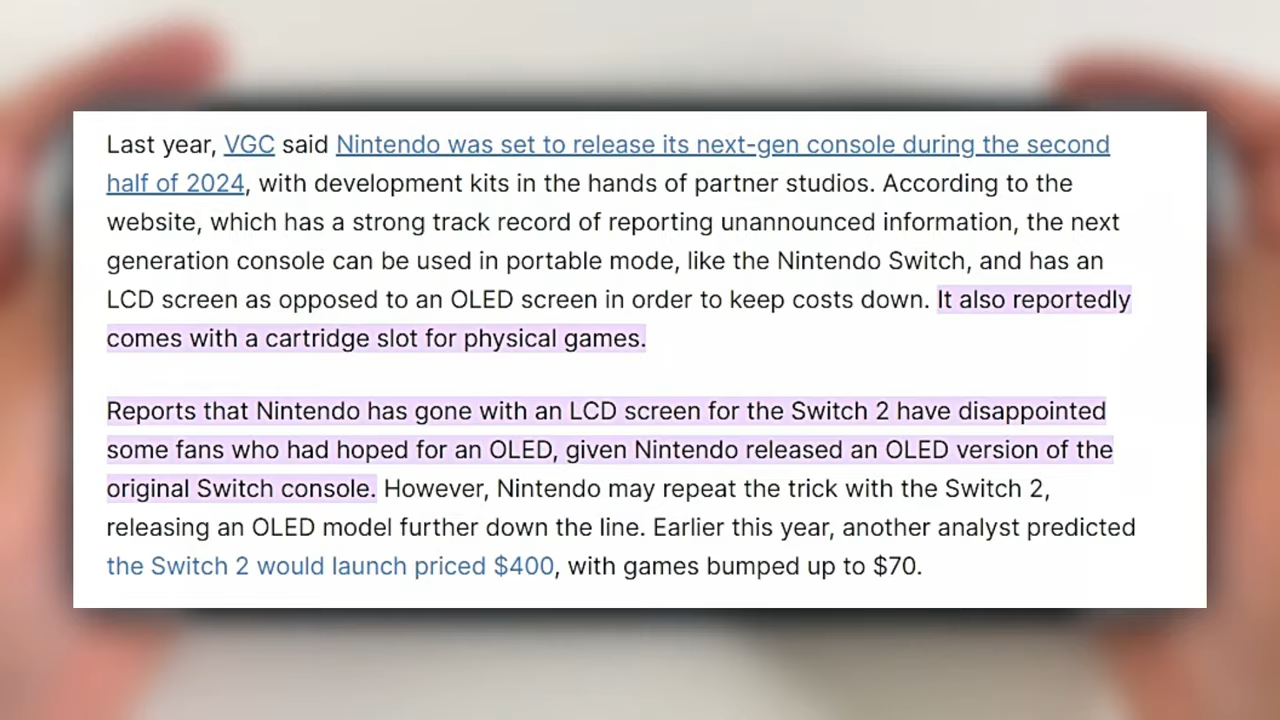 Last year, VGC said Nintendo was set to release its next-gen console during the second
half of 2024, with development kits in the hands of partner studios. According to the
website, which has a strong track record of reporting unannounced information, the next
generation console can be used in portable mode, like the Nintendo Switch, and has an
LCD screen as opposed to an OLED screen in order to keep costs down. It also reportedly
comes with a cartridge slot for physical games.
Reports that Nintendo has gone with an LCD screen for the Switch 2 have disappointed
some fans who had hoped for an OLED, given Nintendo released an OLED version of the
original Switch console. However, Nintendo may repeat the trick with the Switch 2,
releasing an OLED model further down the line. Earlier this year, another analyst predicted
the Switch 2 would launch priced $400, with games bumped up to $70.